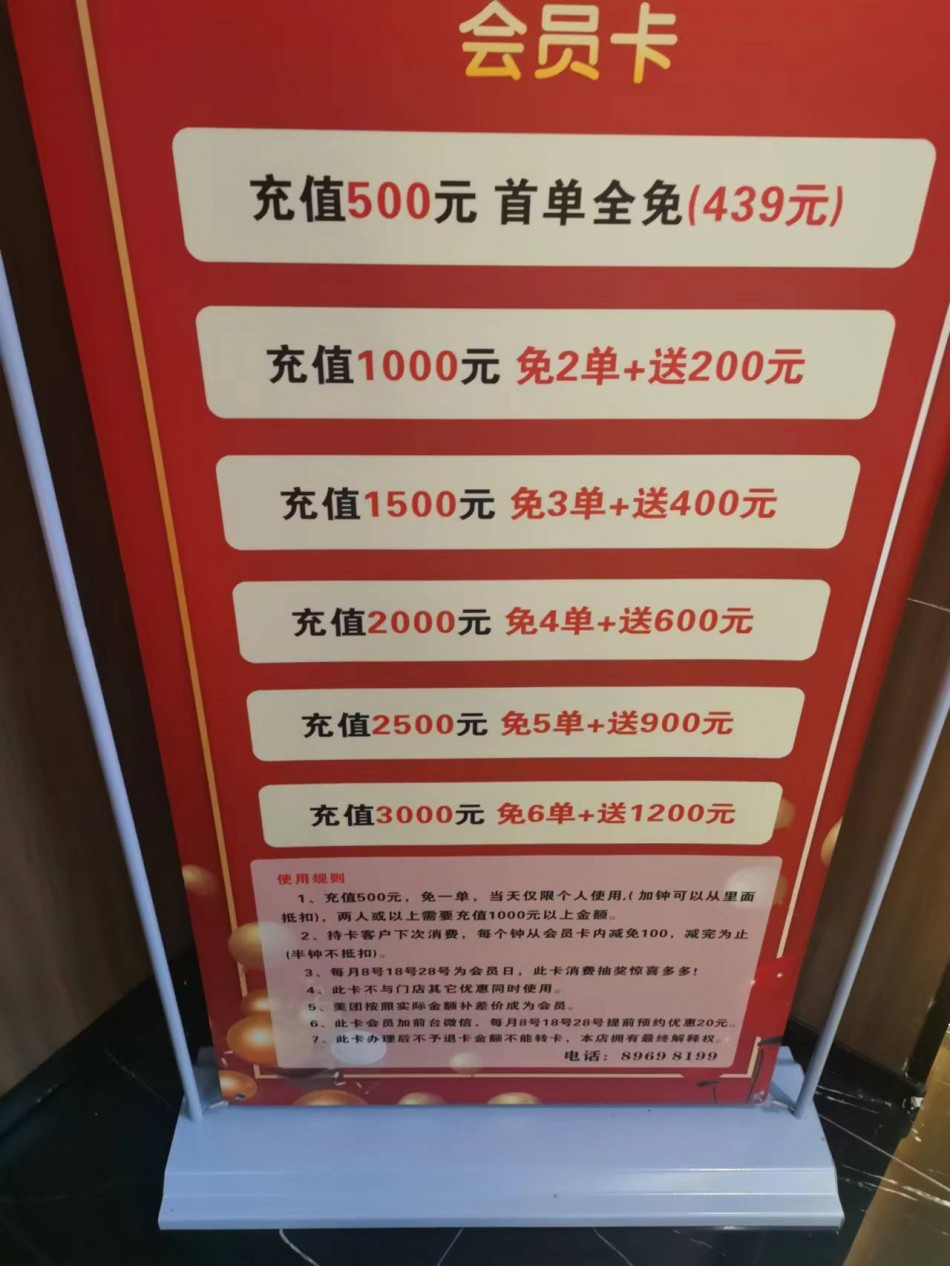 会员卡
充值500元 首单全免(439元)
充值1000元 免2单+送200元
充值1500元 免3单+送400元
充值2000元 免4单+送600元
充值2500元 免5单+送900元
充值3000元 免6单+送1200元
使用规则
1、充值500元，免一单，当天仅限个人使用,( 加钟可以从里面
抵扣)，两人或以上需要充值1000元以上金额。
2、持卡客户下次消费，每个钟从会员卡内减免100，减完为止
(半钟不抵扣)。
3、每月8号18号28号为会员日，此卡消费抽奖惊喜多多!
4、此卡不与门店其它优惠同时使用。
5、美团按照实际金额补差价成为会员。
6、此卡会员加前台微信，每月8号18号28号提前预约优惠20元。
7、此卡办理后不予退卡金额不能转卡，本店拥有最终解释权。
电话：8969 8199